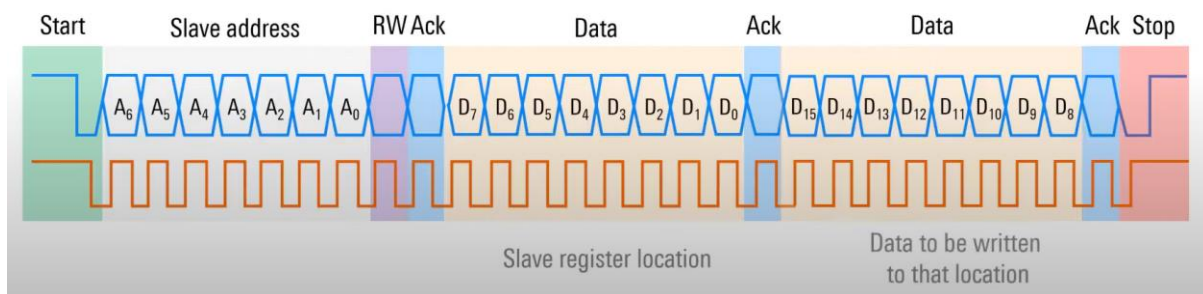 Start Slave address RW Ack Data Ack Data Ack Stop
A6 A5 A4 A3 A2 A1 A0 D7 D6 D5 D4 D3 D2 D1 D0 D15 D14 D13 D12 D11 D10 D9 D8
Slave register location
Data to be written
to that location